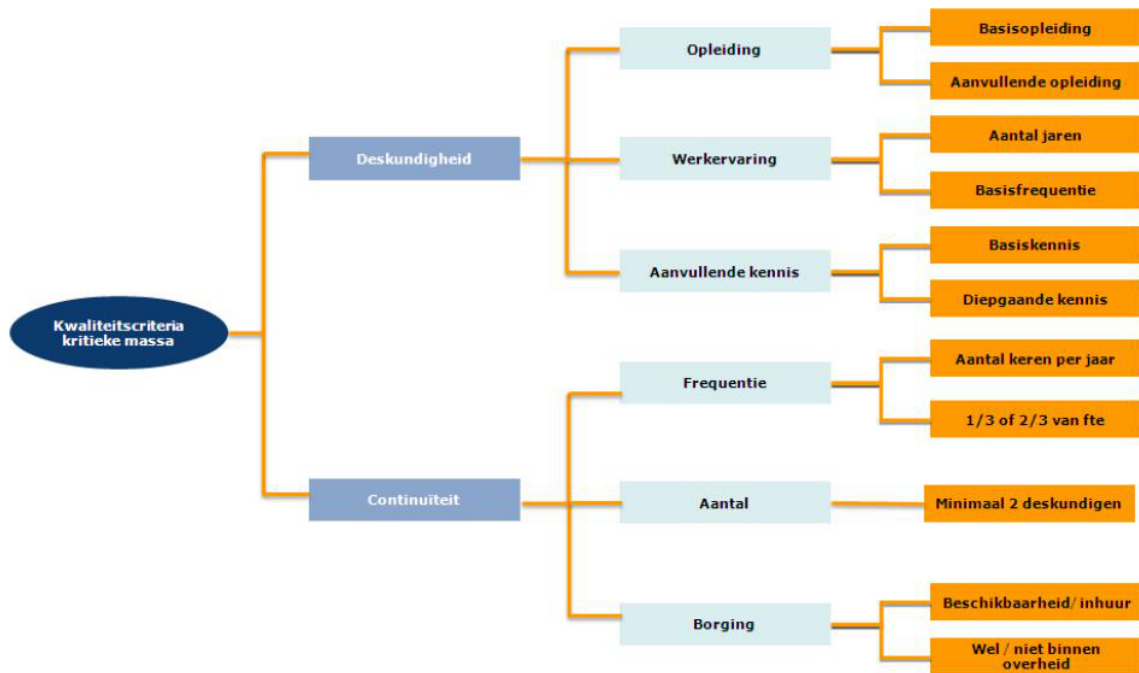 Kwaliteitscriteria
kritieke massa
Deskundigheid
Opleiding
Basisopleiding
Aanvullende opleiding
Werkervaring
Aantal jaren
Basisfrequentie
Aanvullende kennis
Basiskennis
Diepgaande kennis
Continuïteit
Frequentie
Aantal keren per jaar
1/3 of 2/3 van fte
Aantal
Minimaal 2 deskundigen
Borging
Beschikbaarheid/ inhuur
Wel / niet binnen
overheid